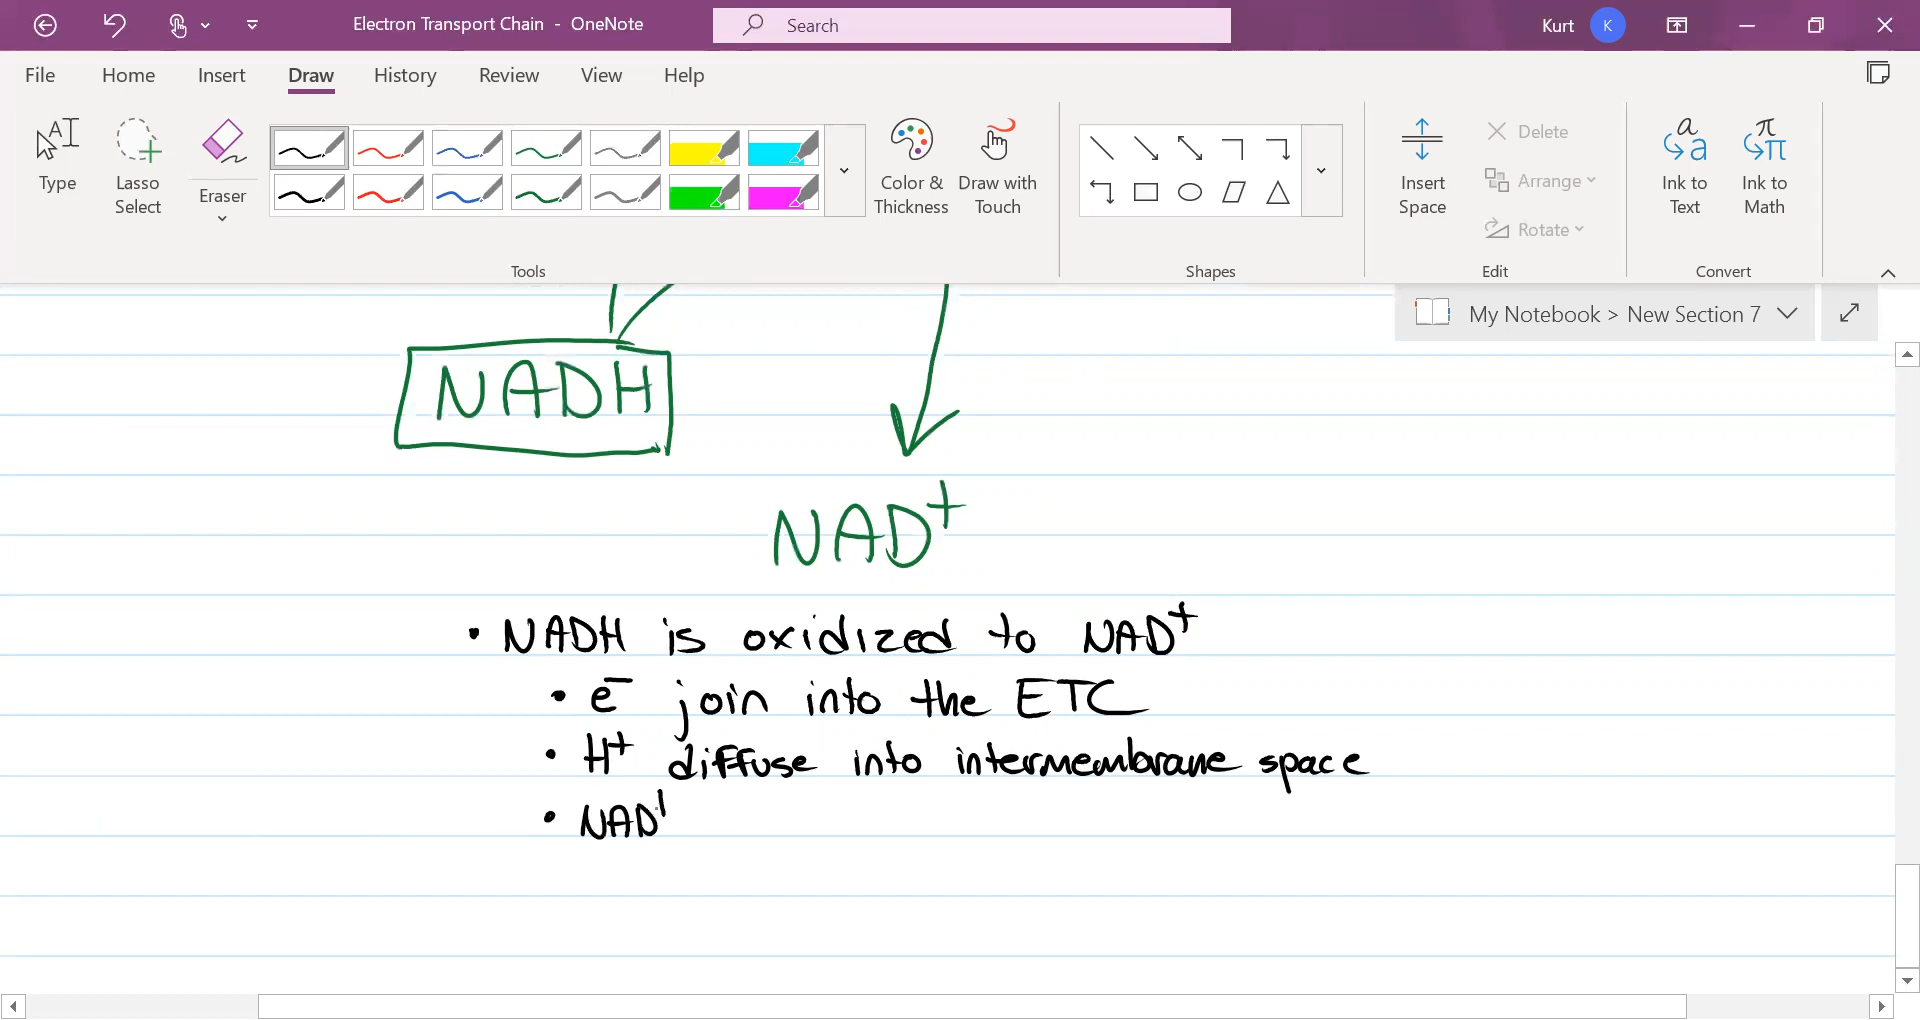 Electron Transport Chain - OneNote
Search
Kurt
K
File Home Insert Draw History Review View Help
Type
Lasso Select
Eraser
Color & Thickness
Draw with Touch
Insert Space
Delete
Arrange
Rotate
Ink to Text
Ink to Math
Tools Shapes Edit Convert
My Notebook > New Section 7
NADH
NAD+
• NADH is oxidized to NAD+
• e- join into the ETC
• H+ diffuse into intermembrane space
• NAD